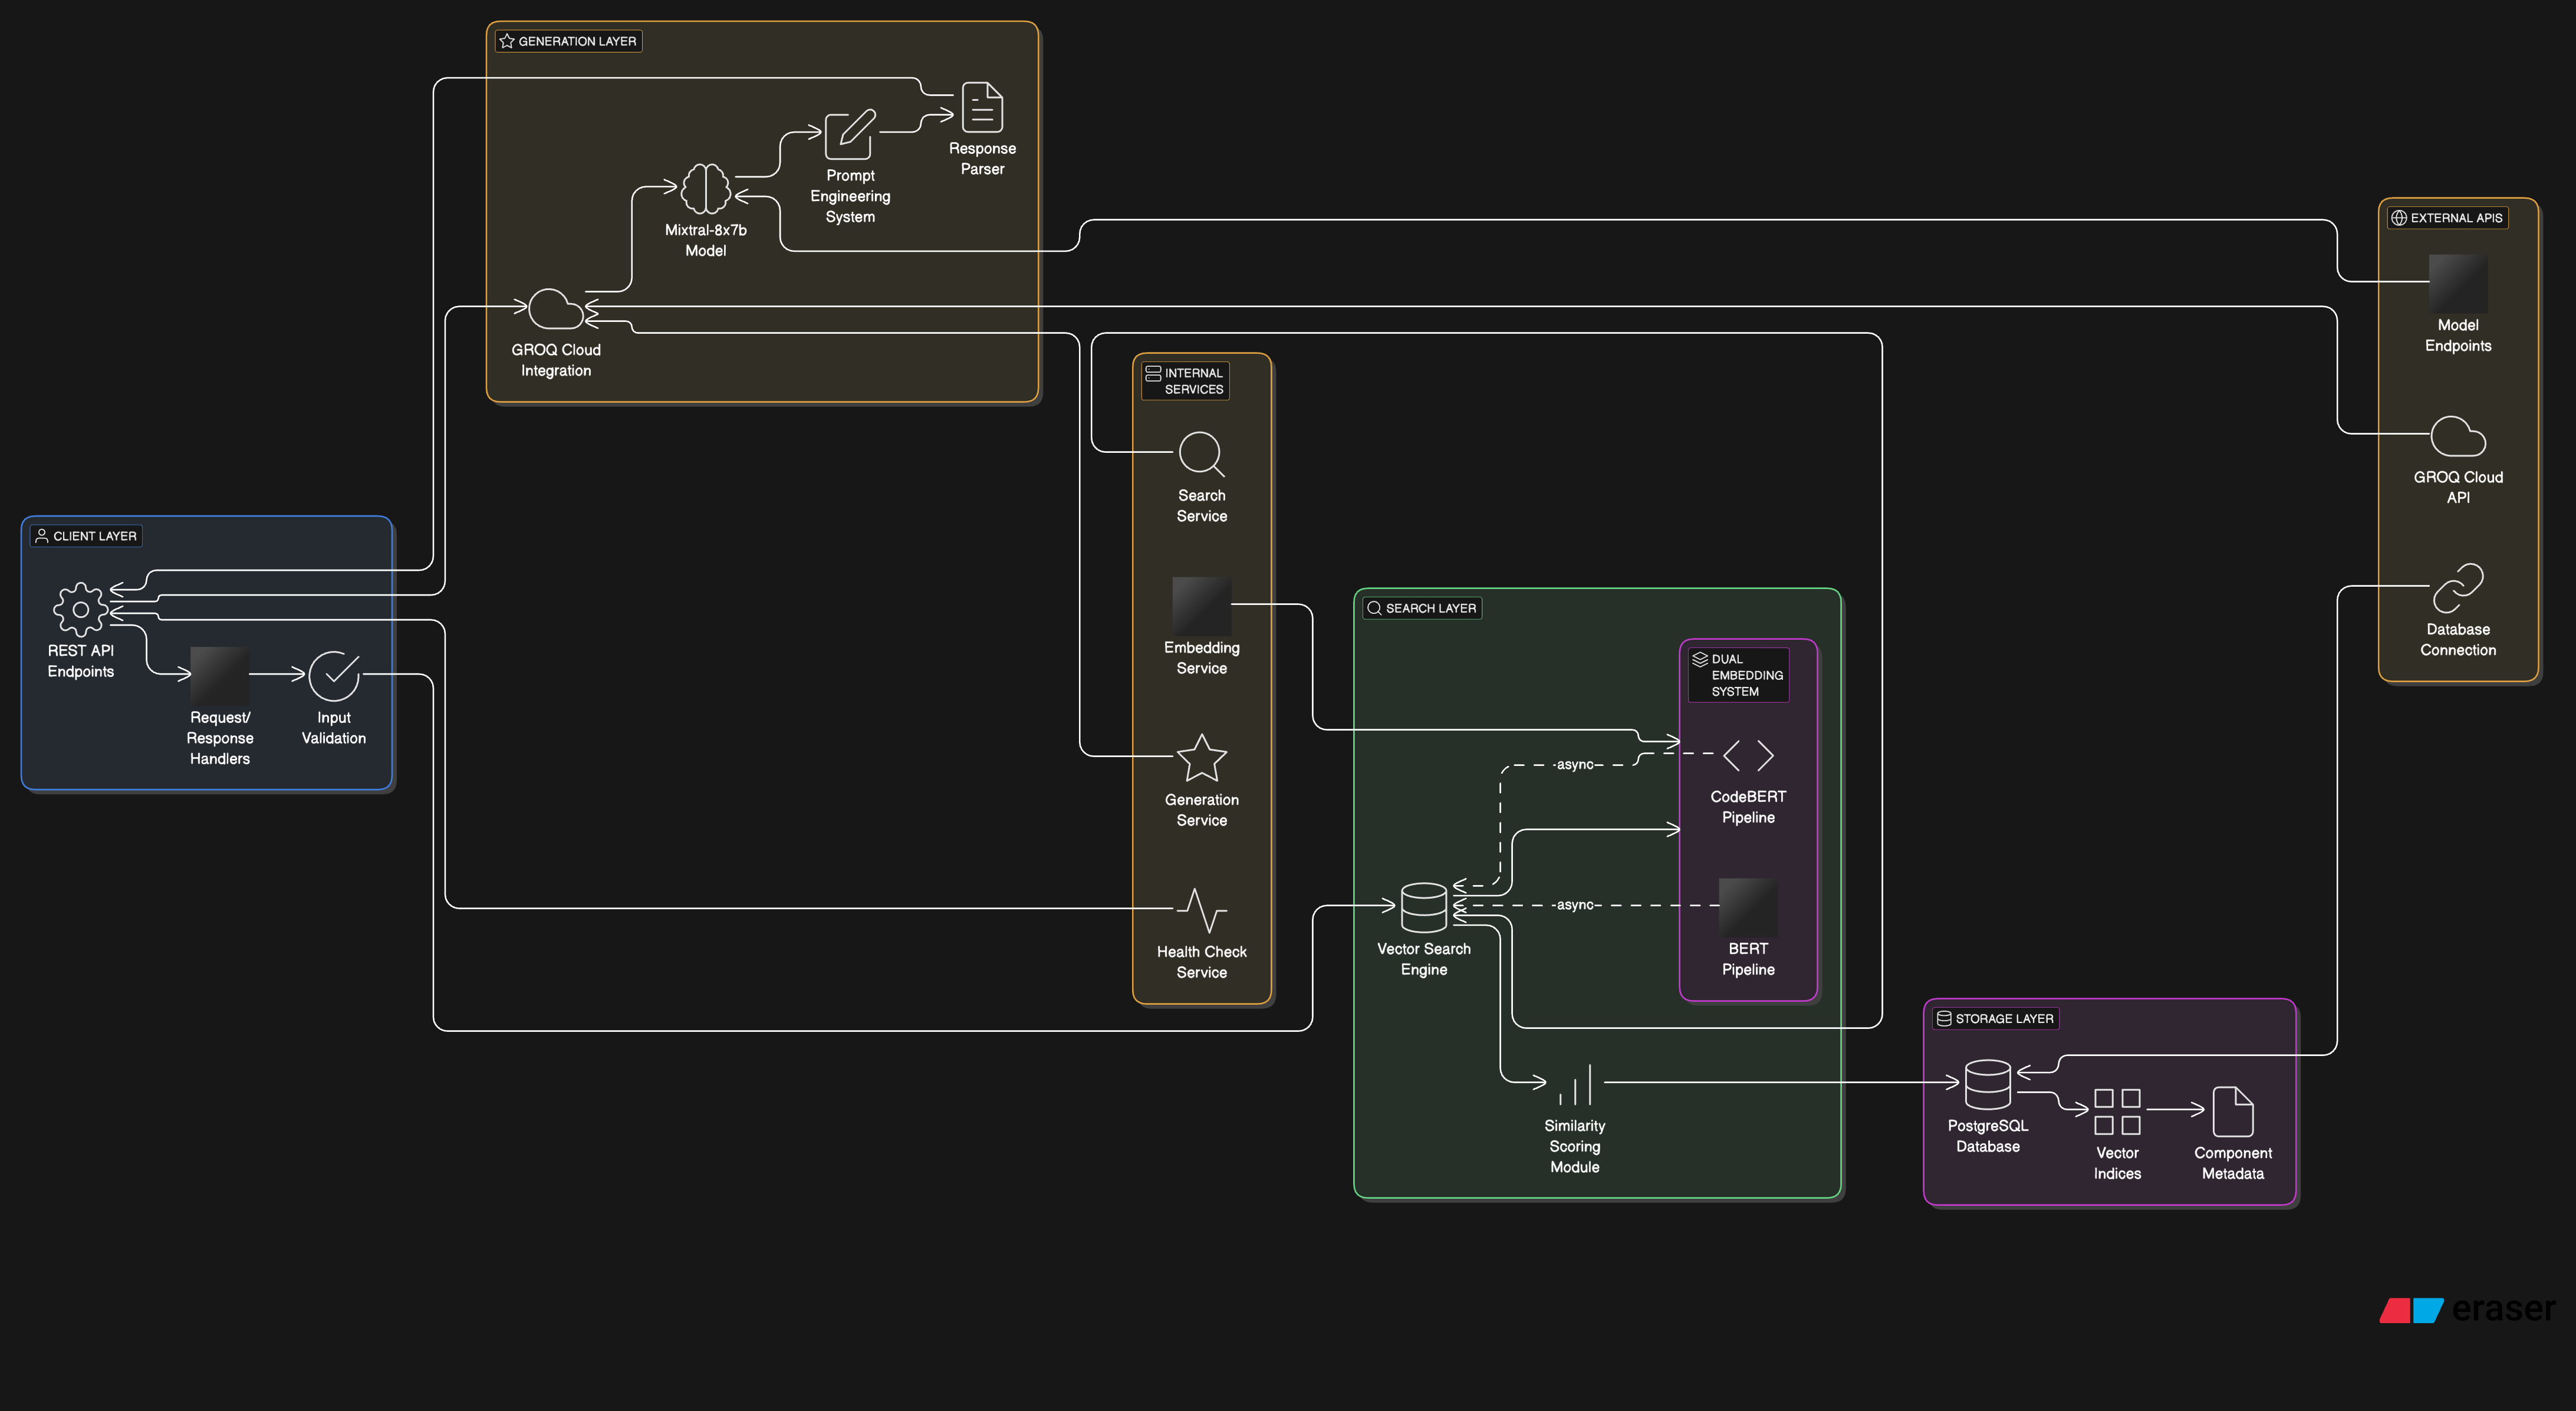 GENERATION LAYER
Response
Parser
Prompt
Engineering
System
Mixtral-8x7b
Model
GROQ Cloud
Integration
EXTERNAL APIS
Model
Endpoints
GROQ Cloud
API
Database
Connection
INTERNAL
SERVICES
Search
Service
Embedding
Service
Generation
Service
Health Check
Service
CLIENT LAYER
REST API
Endpoints
Request/
Response
Handlers
Input
Validation
SEARCH LAYER
DUAL
EMBEDDING
SYSTEM
async
CodeBERT
Pipeline
async
BERT
Pipeline
Vector Search
Engine
Similarity
Scoring
Module
STORAGE LAYER
PostgreSQL
Database
Vector
Indices
Component
Metadata
eraser